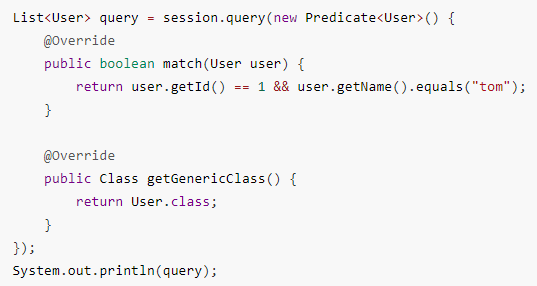 List<User> query = session.query(new Predicate<User>() {
    @Override
    public boolean match(User user) {
        return user.getId() == 1 && user.getName().equals("tom");
    }

    @Override
    public Class getGenericClass() {
        return User.class;
    }
});
System.out.println(query);